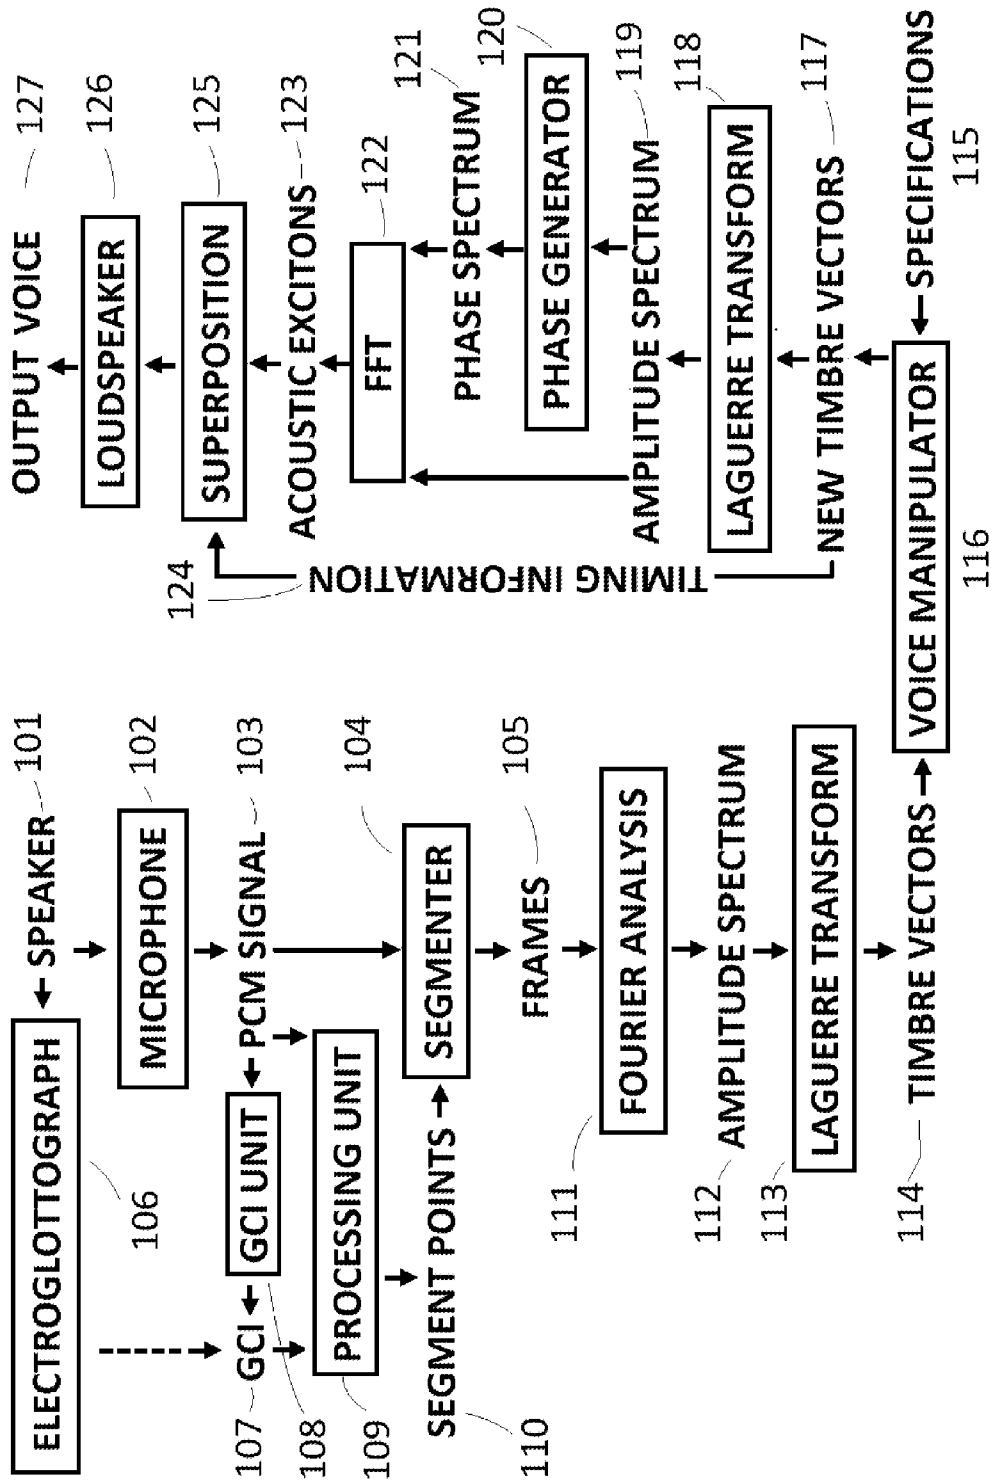 ELECTROGLOTTOGRAPH
SPEAKER
101
106
MICROPHONE
102
GCI
GCI UNIT
PCM SIGNAL
103
107
108
PROCESSING UNIT
109
104
SEGMENT POINTS
SEGMENTER
110
FRAMES
105
111
FOURIER ANALYSIS
112
AMPLITUDE SPECTRUM
113
LAGUERRE TRANSFORM
114
TIMBRE VECTORS
VOICE MANIPULATOR
116
SPECIFICATIONS
115
NEW TIMBRE VECTORS
117
LAGUERRE TRANSFORM
118
AMPLITUDE SPECTRUM
119
PHASE GENERATOR
120
PHASE SPECTRUM
121
FFT
122
ACOUSTIC EXCITONS
123
TIMING INFORMATION
124
SUPERPOSITION
125
LOUDSPEAKER
126
OUTPUT VOICE
127